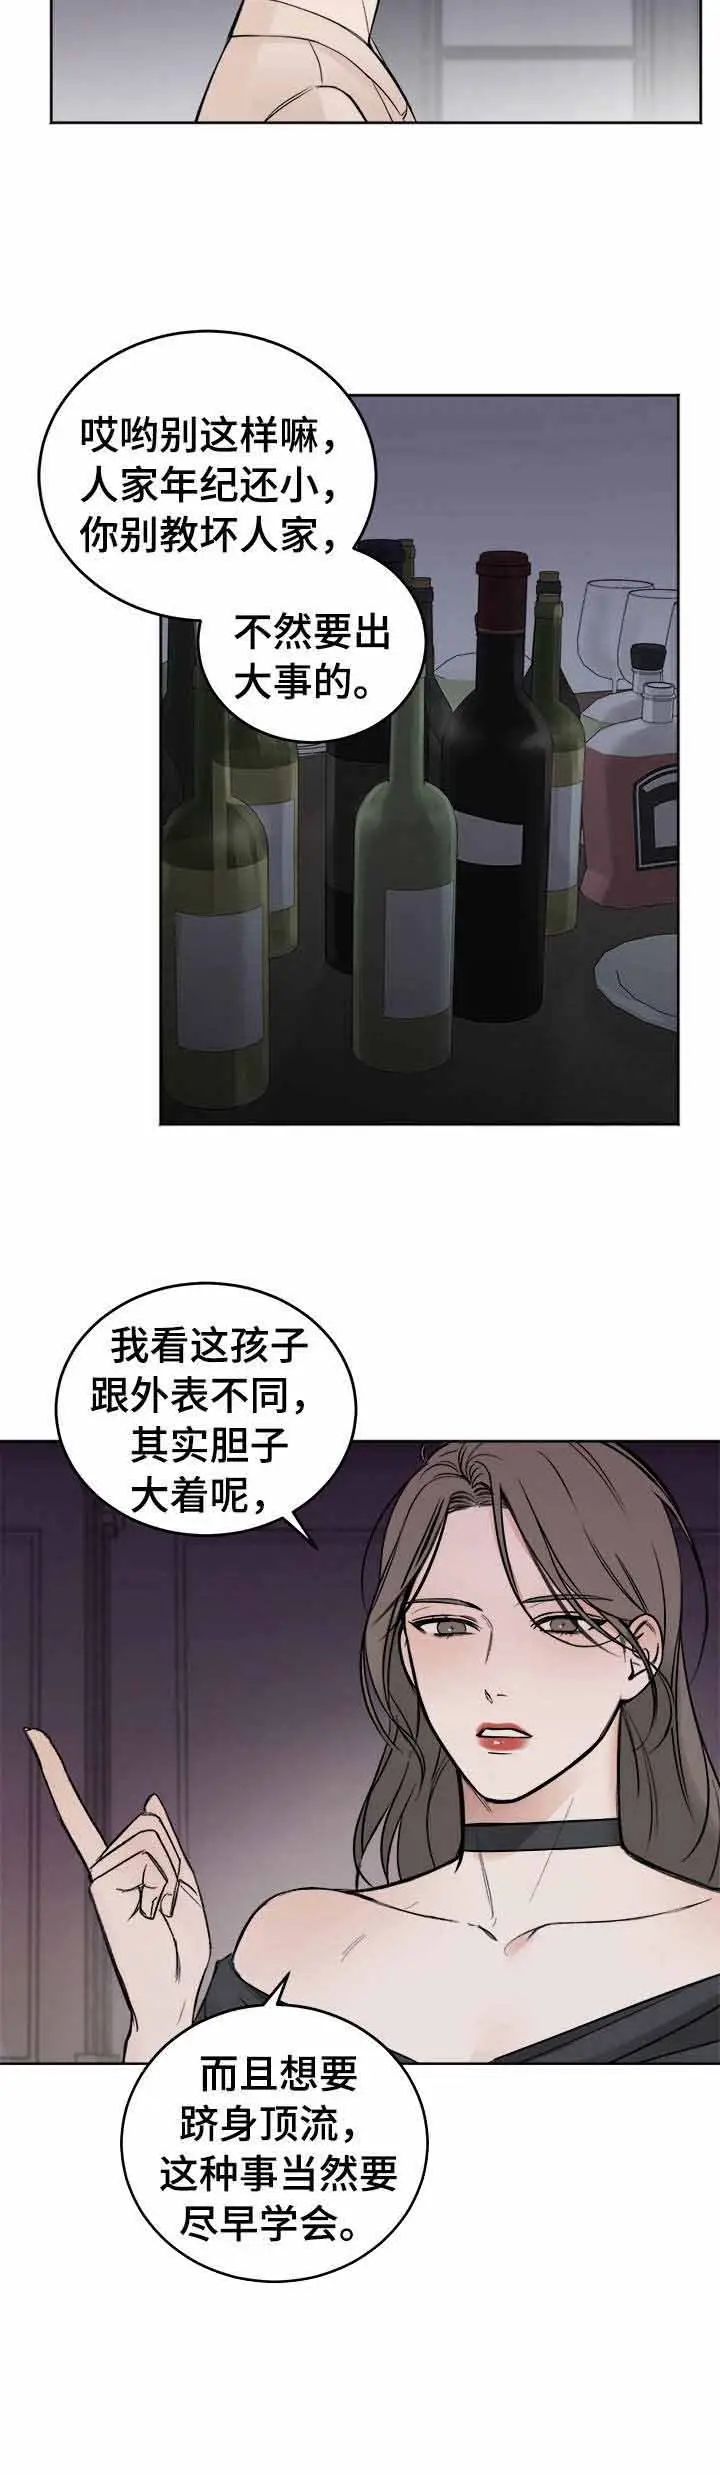 哎哟别这样嘛，
人家年纪还小，
你别教坏人家，
不然要出
大事的。
我看这孩子
跟外表不同，
其实胆子
大着呢，
而且想要
跻身顶流，
这种事当然要
尽早学会。